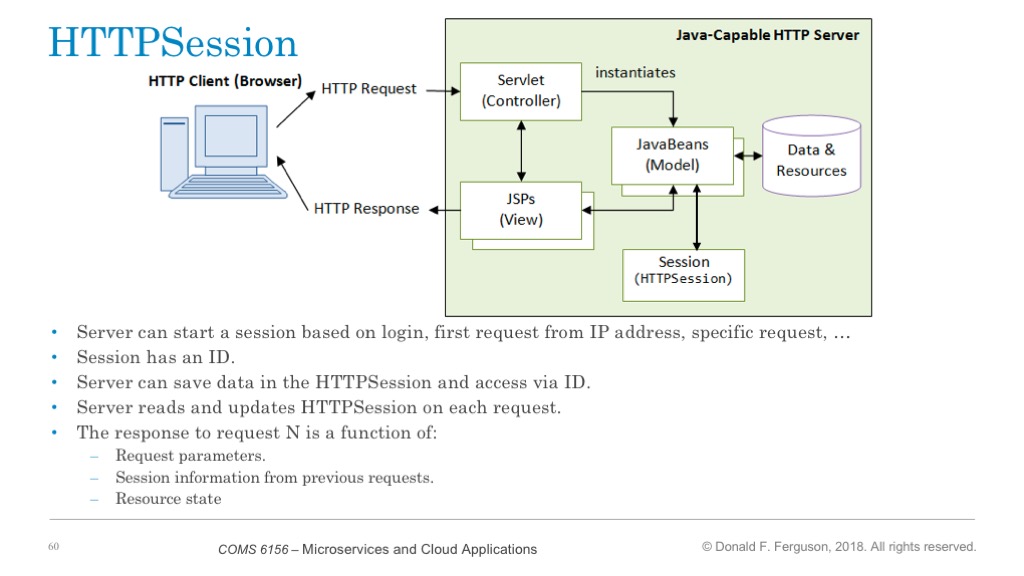 HTTPSession
Java-Capable HTTP Server
HTTP Client (Browser)
HTTP Request
Servlet
(Controller)
instantiates
JavaBeans
(Model)
Data &
Resources
HTTP Response
JSPs
(View)
Session
(HTTPSession)
• Server can start a session based on login, first request from IP address, specific request, …
• Session has an ID.
• Server can save data in the HTTPSession and access via ID.
• Server reads and updates HTTPSession on each request.
• The response to request N is a function of:
– Request parameters.
– Session information from previous requests.
– Resource state
60
COMS 6156 – Microservices and Cloud Applications
© Donald F. Ferguson, 2018. All rights reserved.